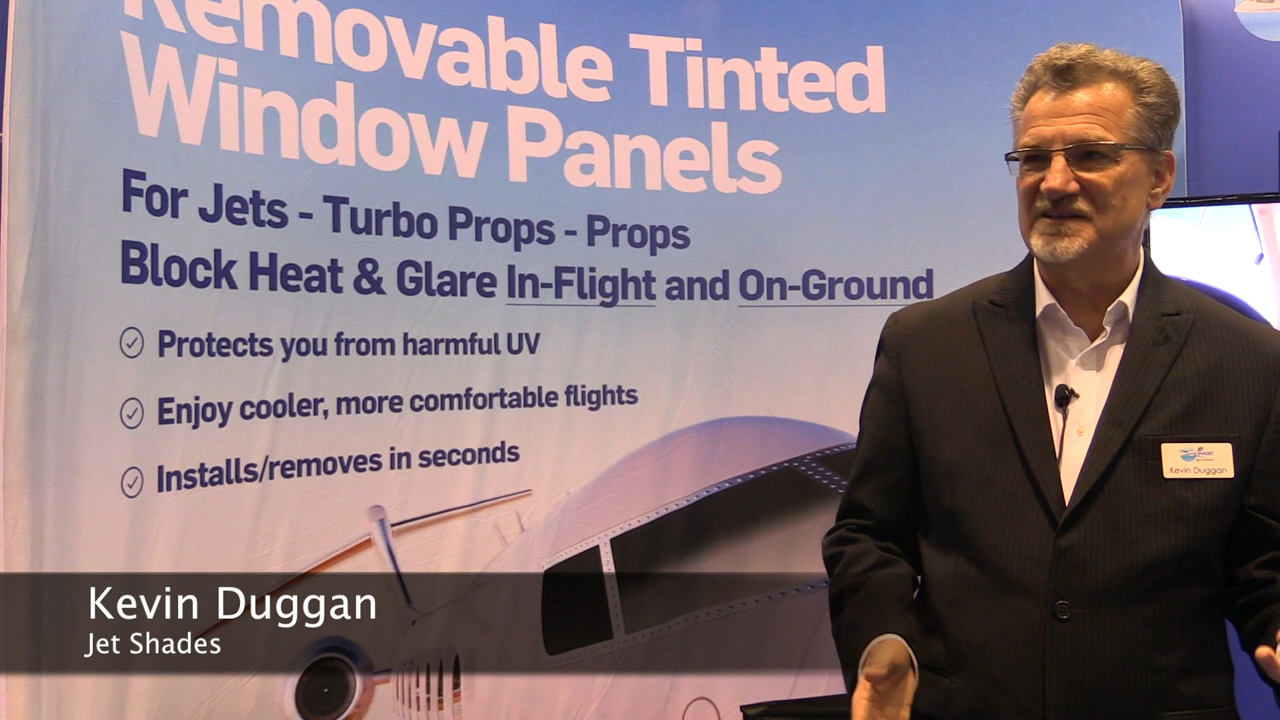 Removable Tinted
Window Panels
For Jets - Turbo Props - Props
Block Heat & Glare In-Flight and On-Ground
Protects you from harmful UV
Enjoy cooler, more comfortable flights
Installs/removes in seconds
Kevin Duggan
Kevin Duggan
Jet Shades